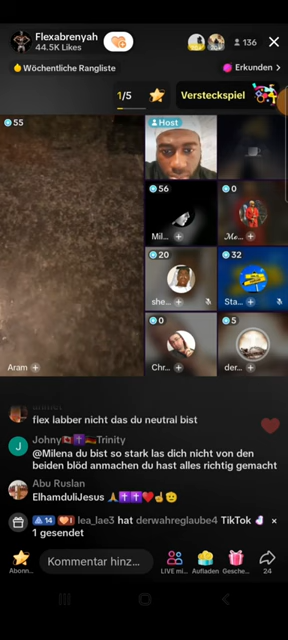 Flexabrenyah
44.5K Likes
136
Wöchentliche Rangliste
Erkunden >
1/5
Versteckspiel
55
Host
56
Mil...
0
Me...
20
she...
32
Sta...
0
Chr...
5
der...
Aram
flex labber nicht das du neutral bist
Johny Trinity
@Milena du bist so stark las dich nicht von den
beiden blöd anmachen du hast alles richtig gemacht
Abu Ruslan
ElhamduliJesus
14 1 lea_lae3 hat derwahreglaube4 TikTok
1 gesendet
Abonn...
Kommentar hinz...
LIVE mi...
Aufladen
Gesche...
24